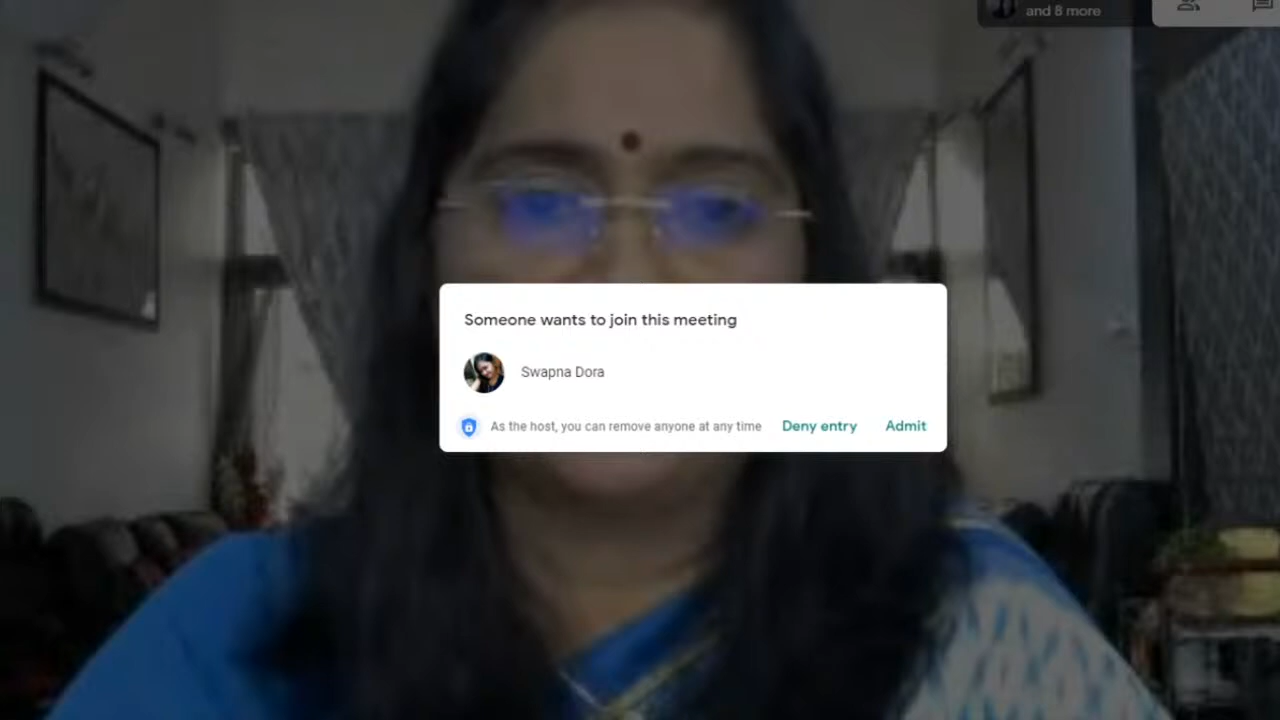 and 8 more
Someone wants to join this meeting
Swapna Dora
As the host, you can remove anyone at any time Deny entry Admit